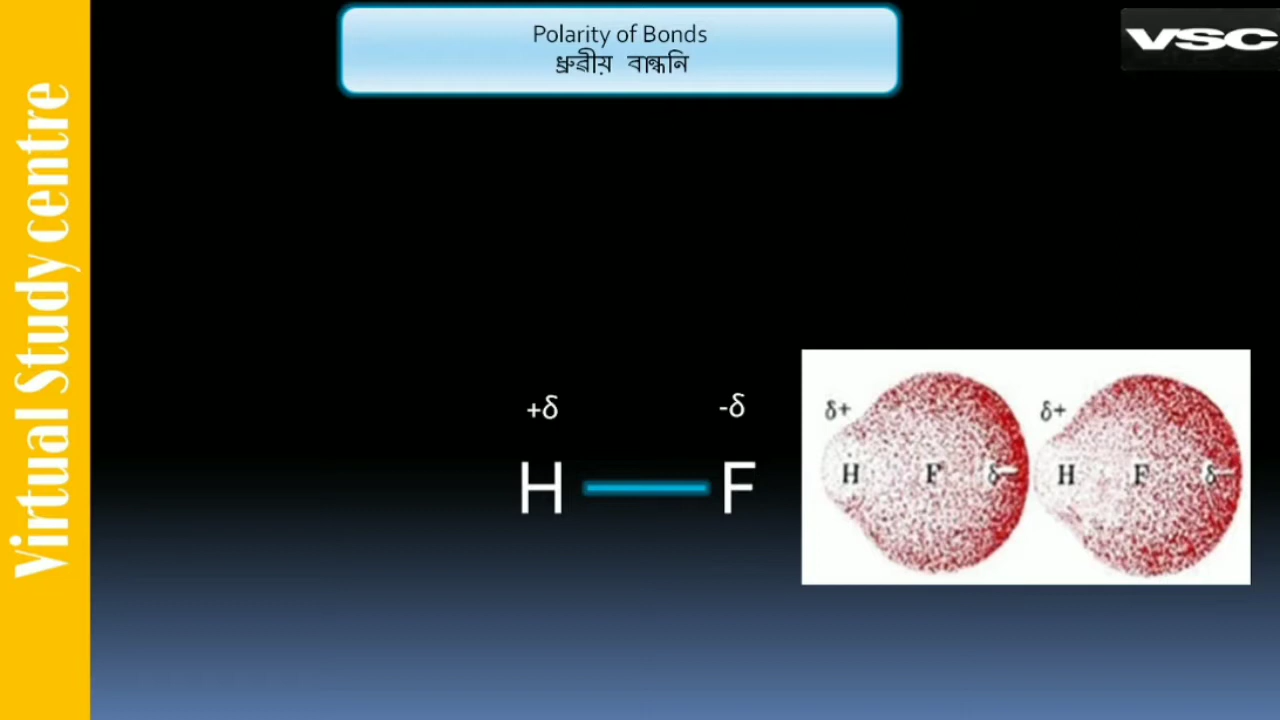 Polarity of Bonds
ধ্ৰুৱীয় বান্ধনি
VSC
Virtual Study centre
+δ -δ
H F
δ+ δ+
H F δ− H F δ−